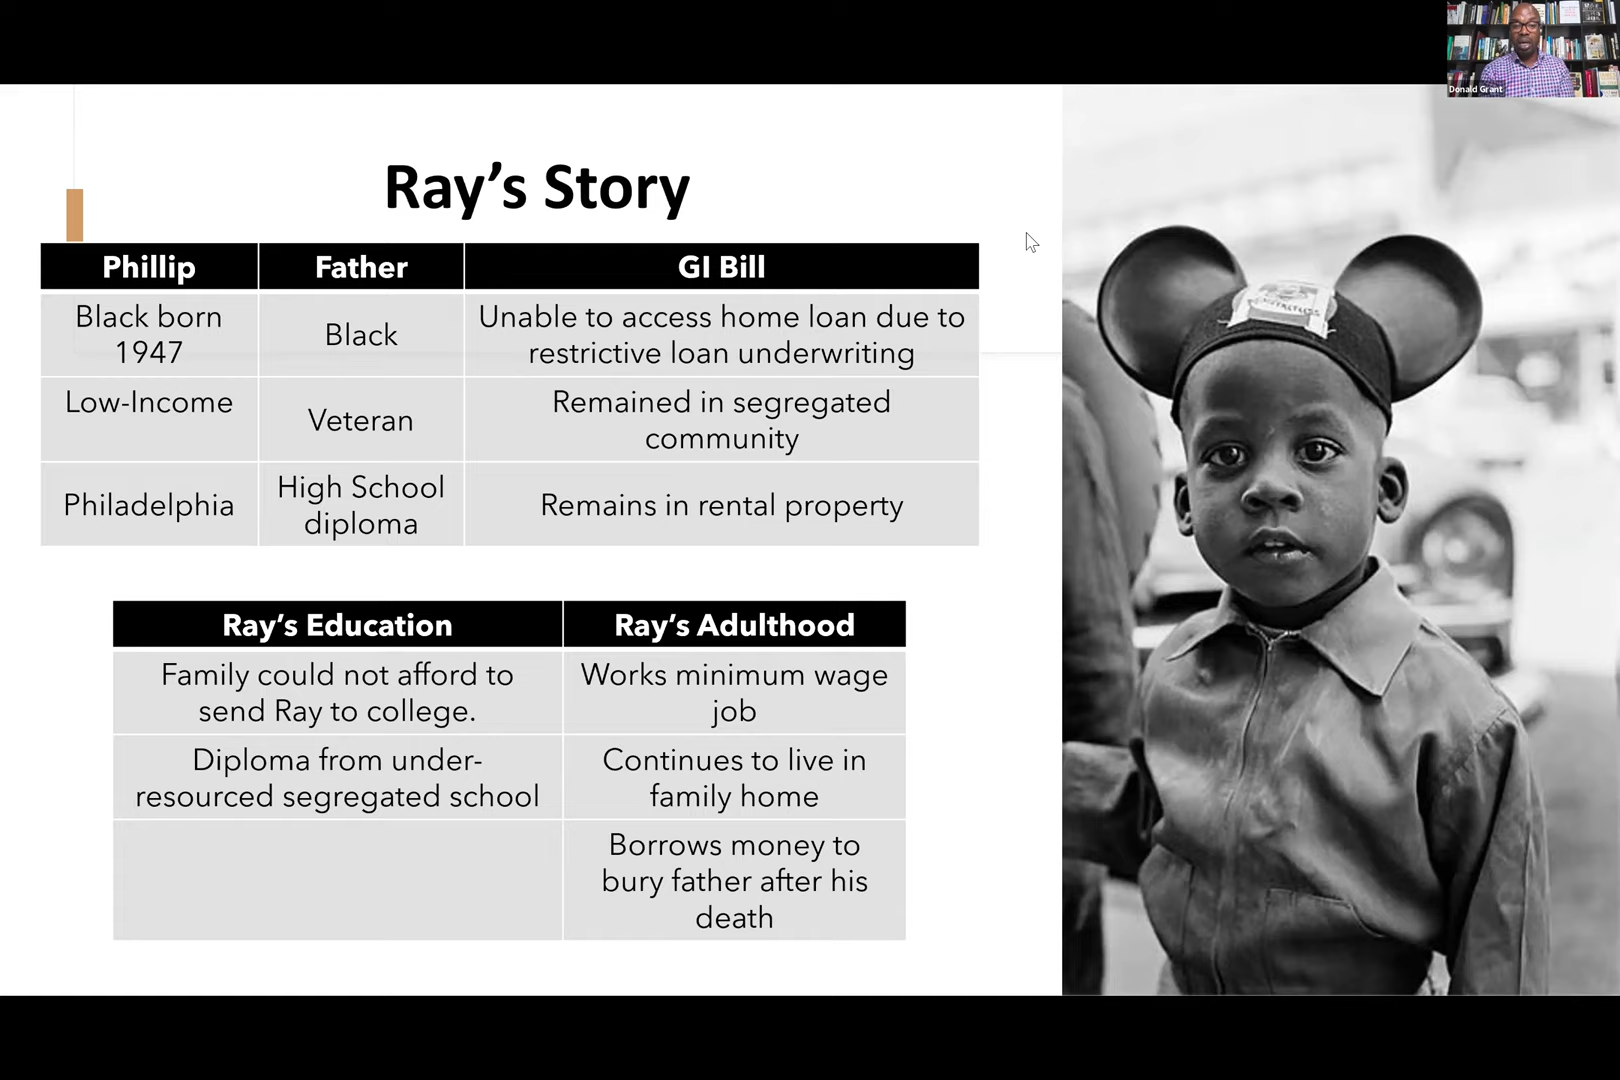 Donald Grant
Ray's Story
Phillip
Father
GI Bill
Black born
1947
Black
Unable to access home loan due to
restrictive loan underwriting
Low-Income
Veteran
Remained in segregated
community
Philadelphia
High School
diploma
Remains in rental property
Ray's Education
Ray's Adulthood
Family could not afford to
send Ray to college.
Works minimum wage
job
Diploma from under-
resourced segregated school
Continues to live in
family home
Borrows money to
bury father after his
death